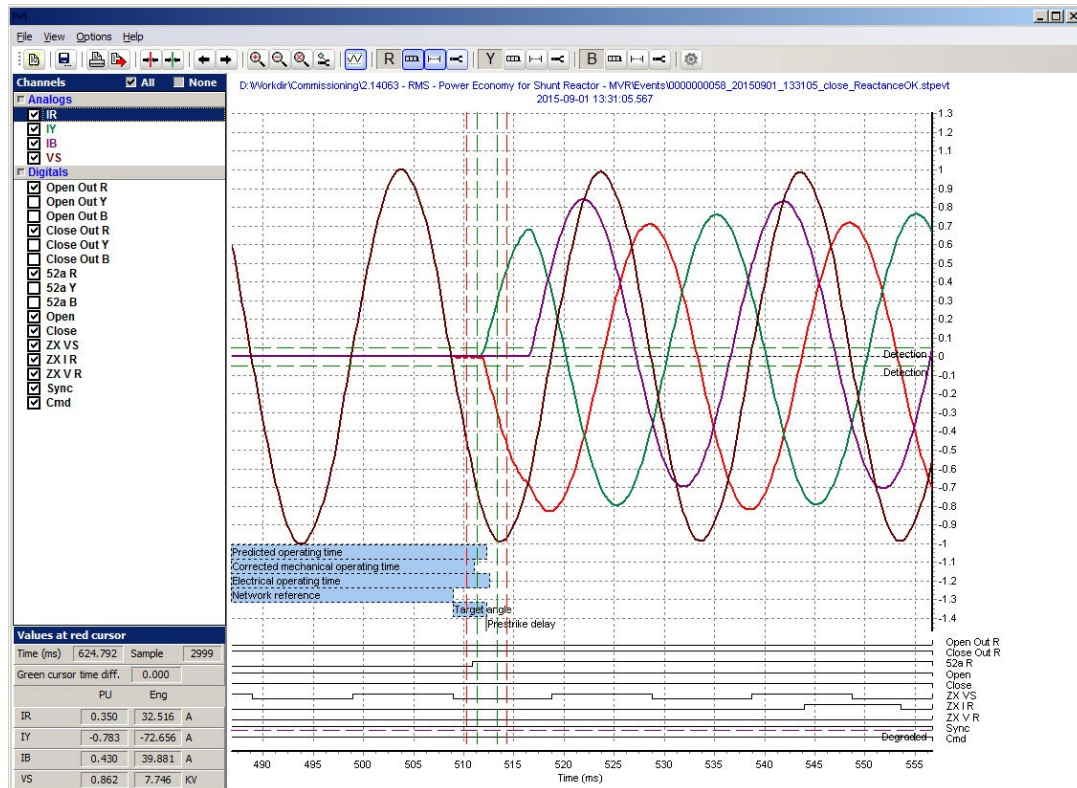 File View Options Help
R Y B
Channels All None
Analogs
IR
IY
IB
VS
Digitals
Open Out R
Open Out Y
Open Out B
Close Out R
Close Out Y
Close Out B
52a R
52a Y
52a B
Open
Close
ZX VS
ZX I R
ZX V R
Sync
Cmd
Values at red cursor
Time (ms) 624.792 Sample 2999
Green cursor time diff. 0.000
PU Eng
IR 0.350 32.516 A
IY -0.783 -72.656 A
IB 0.430 39.881 A
VS 0.862 7.746 KV
D:\Workdir\Commissioning\2.14063 - RMS - Power Economy for Shunt Reactor - MVR\Events\0000000058_20150901_133105_close_ReactanceOK.stpevt
2015-09-01 13:31:05.567
1.3
1.2
1.1
1
0.9
0.8
0.7
0.6
0.5
0.4
0.3
0.2
0.1
0
-0.1
-0.2
-0.3
-0.4
-0.5
-0.6
-0.7
-0.8
-0.9
-1
-1.1
-1.2
-1.3
-1.4
Detection
Detection
Predicted operating time
Corrected mechanical operating time
Electrical operating time
Network reference
Target angle
Prestrike delay
Open Out R
Close Out R
52a R
Open
Close
ZX VS
ZX I R
ZX V R
Sync
Degraded Cmd
490 495 500 505 510 515 520 525 530 535 540 545 550 555
Time (ms)